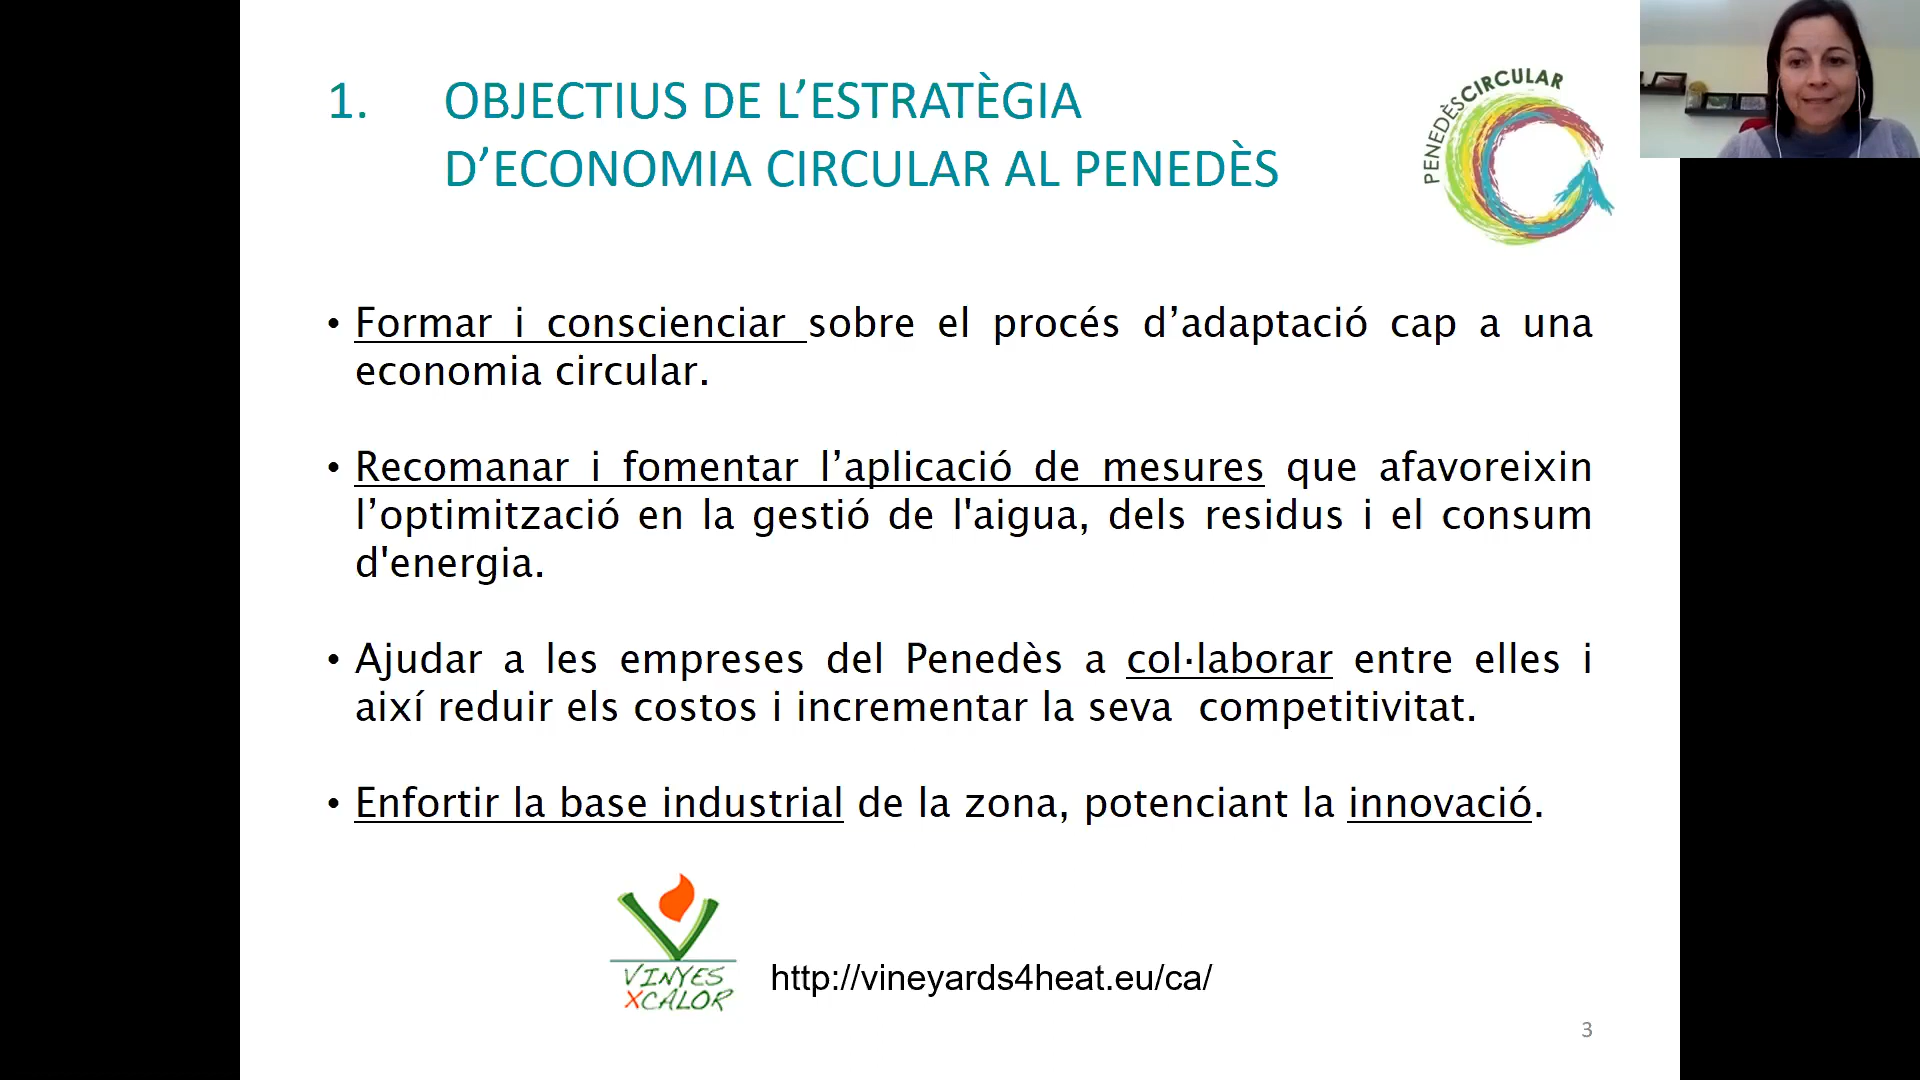 1. OBJECTIUS DE L’ESTRATÈGIA
D’ECONOMIA CIRCULAR AL PENEDÈS
PENEDÈSCIRCULAR
• Formar i conscienciar sobre el procés d’adaptació cap a una
economia circular.
• Recomanar i fomentar l’aplicació de mesures que afavoreixin
l’optimització en la gestió de l'aigua, dels residus i el consum
d'energia.
• Ajudar a les empreses del Penedès a col·laborar entre elles i
així reduir els costos i incrementar la seva  competitivitat.
• Enfortir la base industrial de la zona, potenciant la innovació.
VINYES
XCALOR
http://vineyards4heat.eu/ca/
3